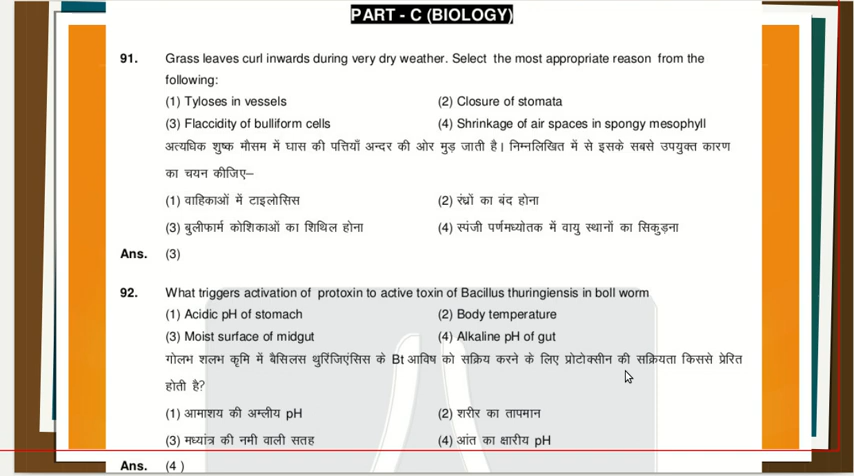 PART - C (BIOLOGY)
91. Grass leaves curl inwards during very dry weather. Select the most appropriate reason from the
following:
(1) Tyloses in vessels (2) Closure of stomata
(3) Flaccidity of bulliform cells (4) Shrinkage of air spaces in spongy mesophyll
अत्यधिक शुष्क मौसम में घास की पत्तियाँ अन्दर की ओर मुड़ जाती है। निम्नलिखित में से इसके सबसे उपयुक्त कारण
का चयन कीजिए–
(1) वाहिकाओं में टाइलोसिस (2) रंध्रों का बंद होना
(3) बुलीफार्म कोशिकाओं का शिथिल होना (4) स्पंजी पर्णमध्योतक में वायु स्थानों का सिकुड़ना
Ans. (3)
92. What triggers activation of protoxin to active toxin of Bacillus thuringiensis in boll worm
(1) Acidic pH of stomach (2) Body temperature
(3) Moist surface of midgut (4) Alkaline pH of gut
गोलभ शलभ कृमि में बैसिलस थुरिंजिएंसिस के Bt आविष को सक्रिय करने के लिए प्रोटोक्सीन की सक्रियता किससे प्रेरित
होती है?
(1) आमाशय की अम्लीय pH (2) शरीर का तापमान
(3) मध्यांत्र की नमी वाली सतह (4) आंत का क्षारीय pH
Ans. (4 )